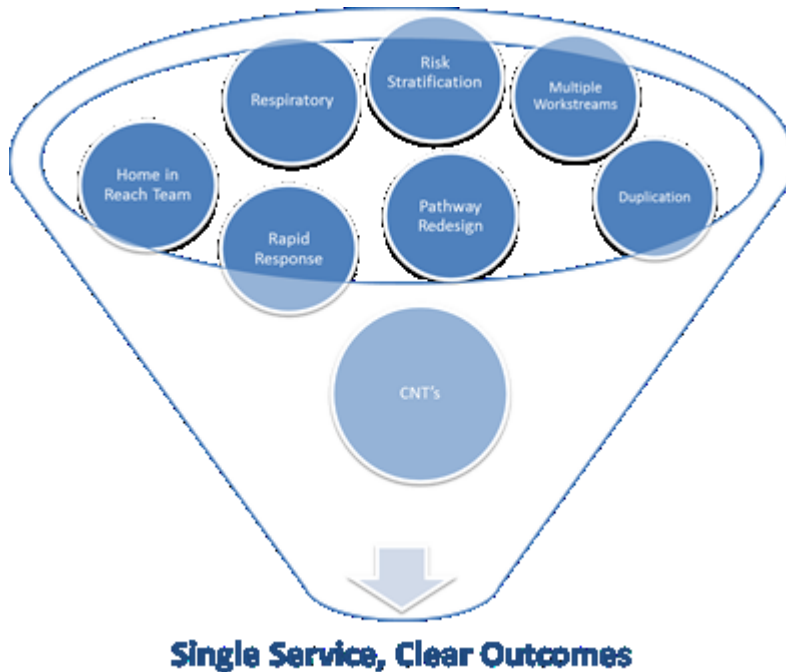 Risk
Stratification
Respiratory
Multiple
Workstreams
Home in
Reach Team
Pathway
Redesign
Duplication
Rapid
Response
CNT's
Single Service, Clear Outcomes